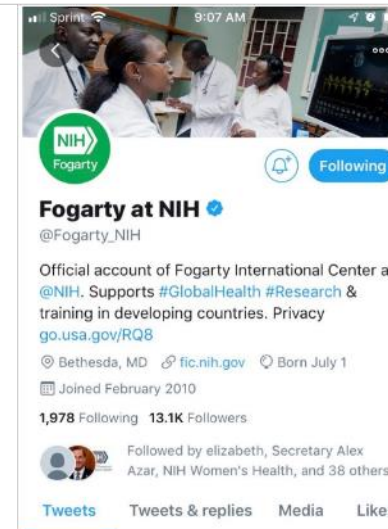 Sprint 9:07 AM
NIH
Fogarty
Following
Fogarty at NIH
@Fogarty_NIH
Official account of Fogarty International Center a
@NIH. Supports #GlobalHealth #Research &
training in developing countries. Privacy
go.usa.gov/RQ8
Bethesda, MD fic.nih.gov Born July 1
Joined February 2010
1,978 Following 13.1K Followers
Followed by elizabeth, Secretary Alex
Azar, NIH Women's Health, and 38 others
Tweets Tweets & replies Media Like